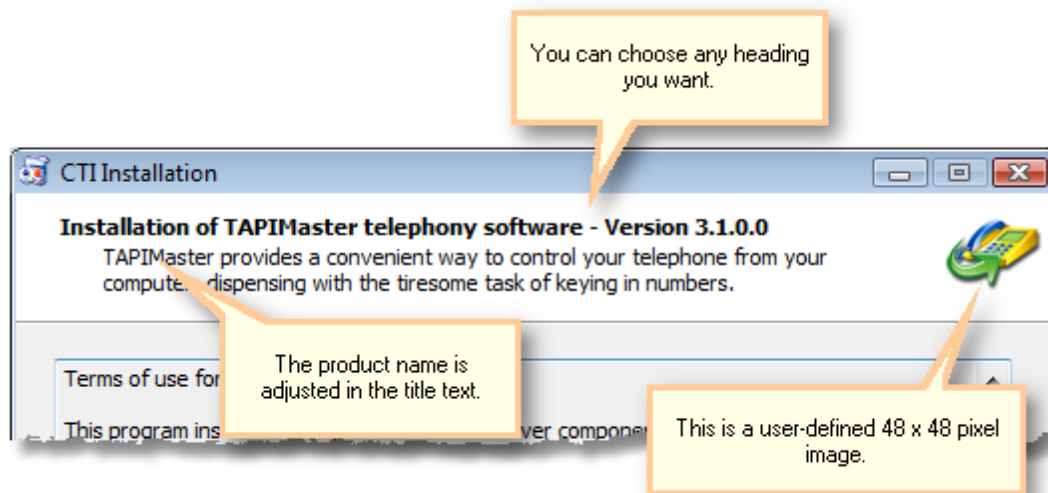 You can choose any heading
you want.
CTI Installation
Installation of TAPIMaster telephony software - Version 3.1.0.0
TAPIMaster provides a convenient way to control your telephone from your
dispensing with the tiresome task of keying in numbers.
The product name is
adjusted in the title text.
Terms of use for
This program
This is a user-defined 48 x 48 pixel
image.